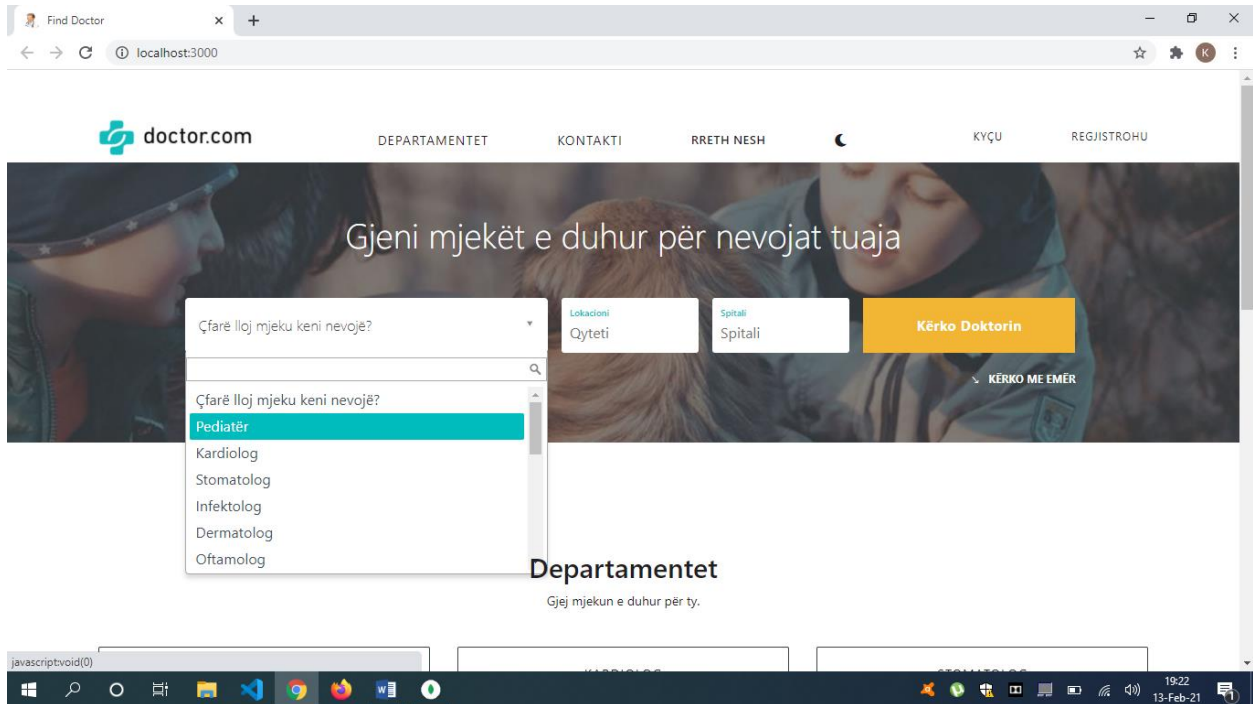 Find Doctor
localhost:3000
K
doctor.com
DEPARTAMENTET
KONTAKTI
RRETH NESH
KYÇU
REGJISTROHU
Gjeni mjekët e duhur për nevojat tuaja
Çfarë lloj mjeku keni nevojë?
Lokacioni
Qyteti
Spitali
Spitali
Kërko Doktorin
KËRKO ME EMËR
Çfarë lloj mjeku keni nevojë?
Pediatër
Kardiolog
Stomatolog
Infektolog
Dermatolog
Oftamolog
Departamentet
Gjej mjekun e duhur për ty.
KARDIOLOG
STOMATOLOG
javascript:void(0)
19:22
13-Feb-21
1